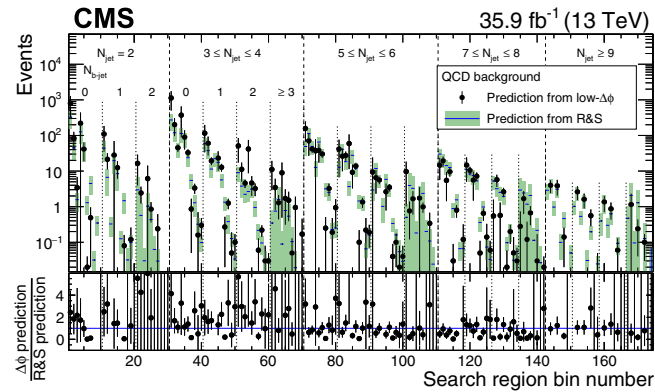 CMS 35.9 fb⁻¹ (13 TeV)
N_jet = 2 3 ≤ N_jet ≤ 4 5 ≤ N_jet ≤ 6 7 ≤ N_jet ≤ 8 N_jet ≥ 9
N_b-jet
0 1 2 0 1 2 ≥ 3
QCD background
Prediction from low-Δϕ
Prediction from R&S
Events
10⁴
10³
10²
10
1
10⁻¹
Δϕ prediction
R&S prediction
4
2
0
20 40 60 80 100 120 140 160
Search region bin number